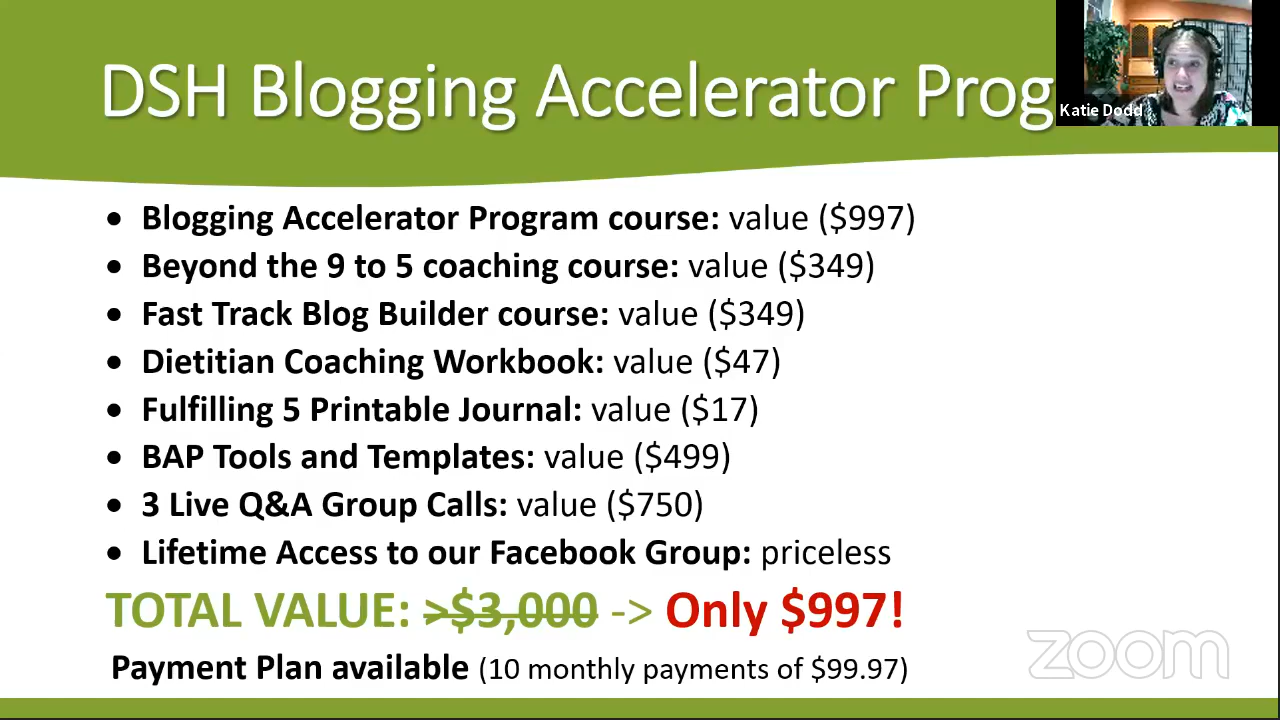 DSH Blogging Accelerator Prog
Katie Dodd
• Blogging Accelerator Program course: value ($997)
• Beyond the 9 to 5 coaching course: value ($349)
• Fast Track Blog Builder course: value ($349)
• Dietitian Coaching Workbook: value ($47)
• Fulfilling 5 Printable Journal: value ($17)
• BAP Tools and Templates: value ($499)
• 3 Live Q&A Group Calls: value ($750)
• Lifetime Access to our Facebook Group: priceless
TOTAL VALUE: >$3,000 -> Only $997!
Payment Plan available (10 monthly payments of $99.97)
zoom